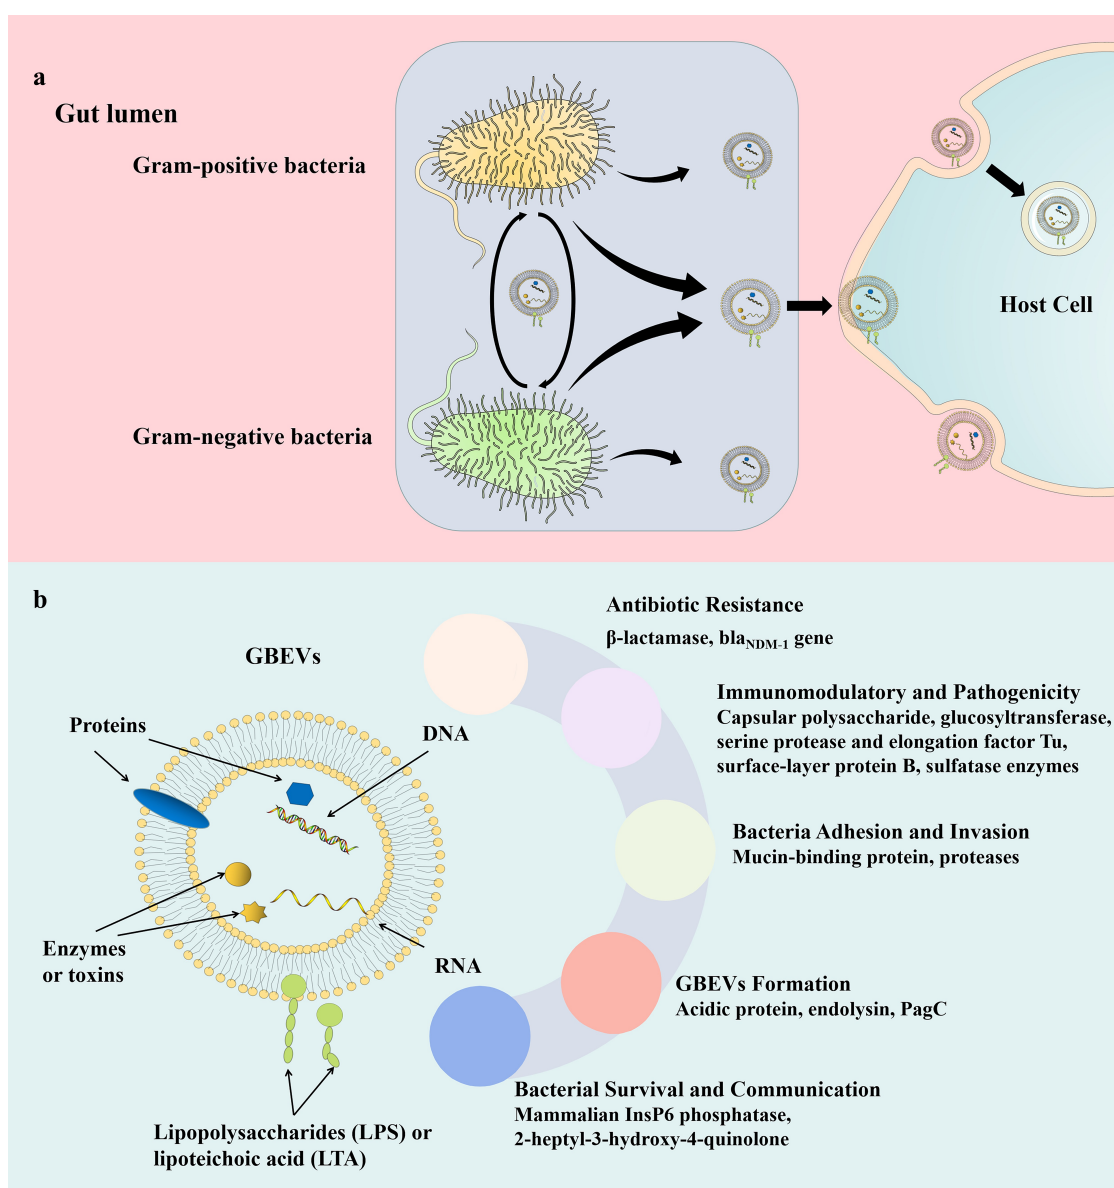 a
Gut lumen
Gram-positive bacteria
Host Cell
Gram-negative bacteria
b
GBEVs
Proteins
DNA
Enzymes
or toxins
RNA
Lipopolysaccharides (LPS) or
lipoteichoic acid (LTA)
Antibiotic Resistance
β-lactamase, blaNDM-1 gene
Immunomodulatory and Pathogenicity
Capsular polysaccharide, glucosyltransferase,
serine protease and elongation factor Tu,
surface-layer protein B, sulfatase enzymes
Bacteria Adhesion and Invasion
Mucin-binding protein, proteases
GBEVs Formation
Acidic protein, endolysin, PagC
Bacterial Survival and Communication
Mammalian InsP6 phosphatase,
2-heptyl-3-hydroxy-4-quinolone